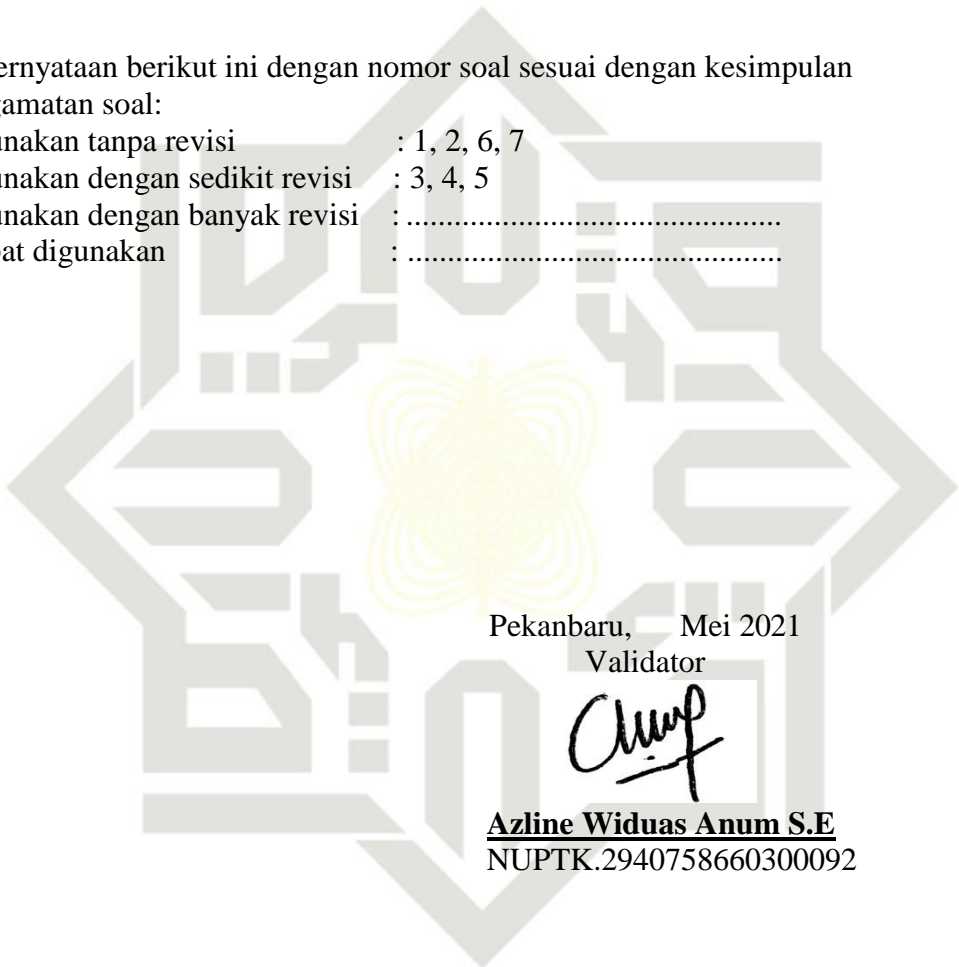 ernyataan berikut ini dengan nomor soal sesuai dengan kesimpulan
amatan soal:
unakan tanpa revisi : 1, 2, 6, 7
unakan dengan sedikit revisi : 3, 4, 5
unakan dengan banyak revisi : ...............................................
at digunakan : ...............................................
Pekanbaru, Mei 2021
Validator
Azline Widuas Anum S.E
NUPTK.2940758660300092